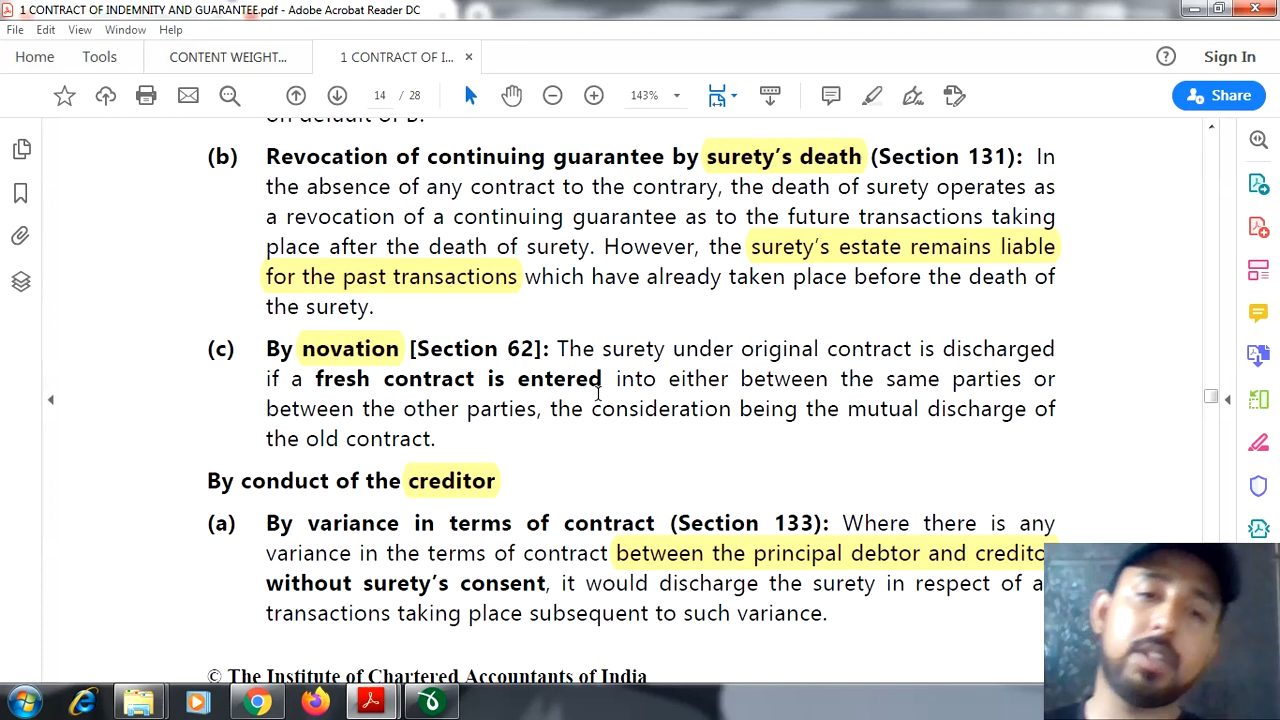 1 CONTRACT OF INDEMNITY AND GUARANTEE.pdf - Adobe Acrobat Reader DC
File Edit View Window Help
Home Tools CONTENT WEIGHT... 1 CONTRACT OF I... × ? Sign In
14 / 28 143% Share
on default of B.
(b) Revocation of continuing guarantee by surety's death (Section 131): In
the absence of any contract to the contrary, the death of surety operates as
a revocation of a continuing guarantee as to the future transactions taking
place after the death of surety. However, the surety's estate remains liable
for the past transactions which have already taken place before the death of
the surety.
(c) By novation [Section 62]: The surety under original contract is discharged
if a fresh contract is entered into either between the same parties or
between the other parties, the consideration being the mutual discharge of
the old contract.
By conduct of the creditor
(a) By variance in terms of contract (Section 133): Where there is any
variance in the terms of contract between the principal debtor and credito
without surety's consent, it would discharge the surety in respect of a
transactions taking place subsequent to such variance.
© The Institute of Chartered Accountants of India